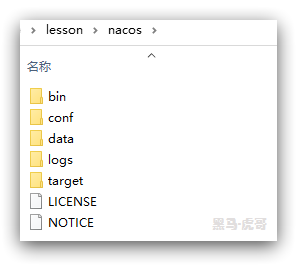 lesson > nacos >
名称
bin
conf
data
logs
target
LICENSE
NOTICE
黑马·虎哥